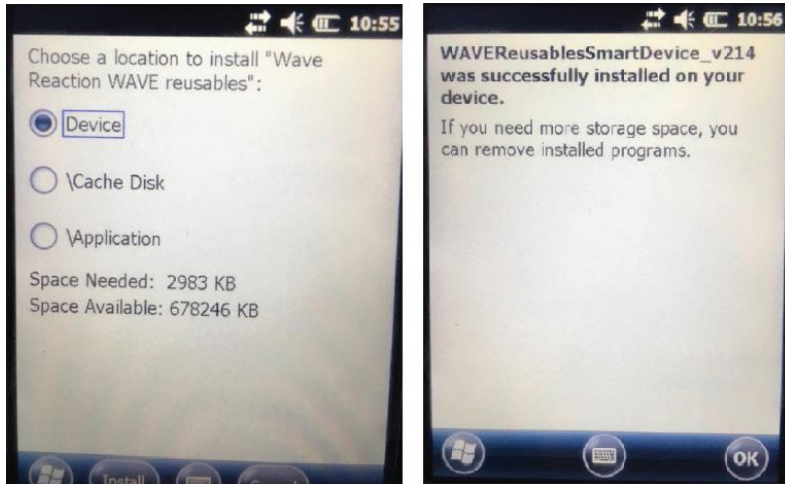 10:55
Choose a location to install "Wave
Reaction WAVE reusables":
Device
\Cache Disk
\Application
Space Needed: 2983 KB
Space Available: 678246 KB
Install
Cancel
10:56
WAVEReusablesSmartDevice_v214
was successfully installed on your
device.
If you need more storage space, you
can remove installed programs.
OK